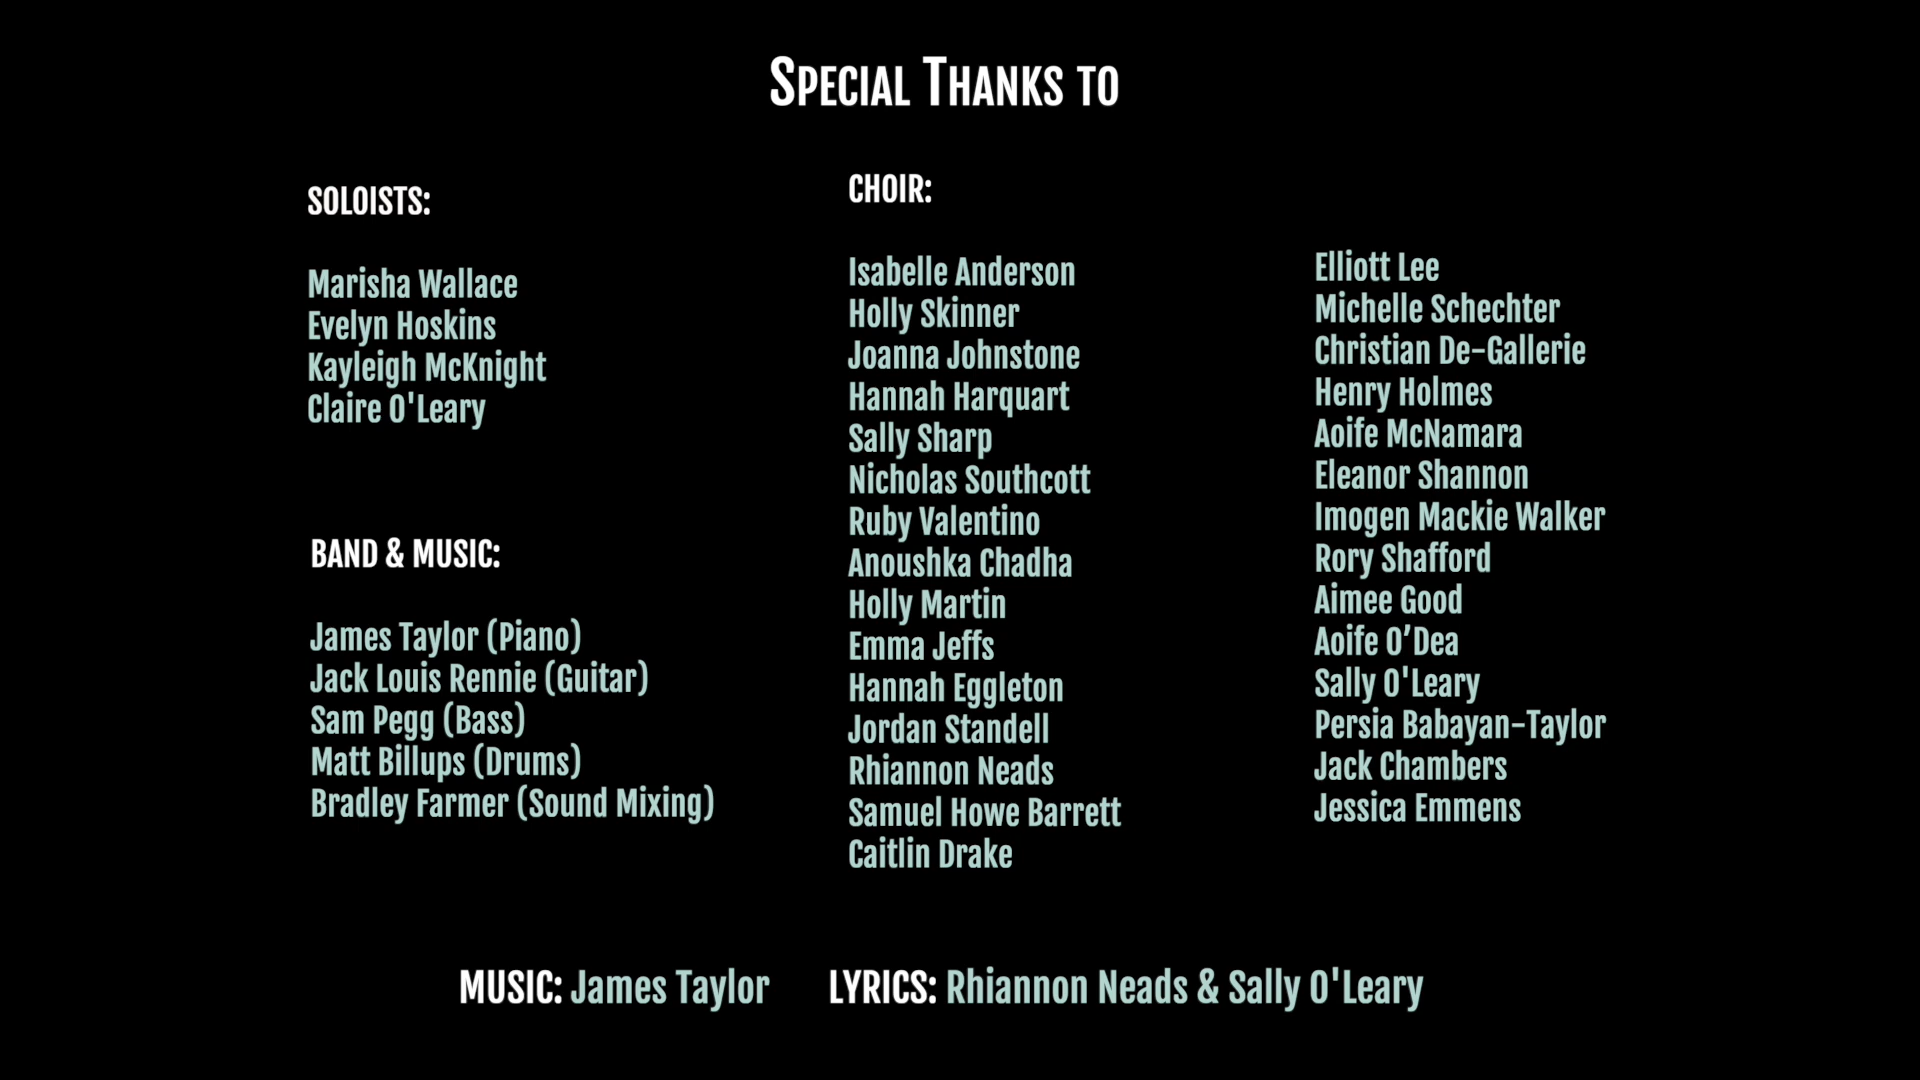 SPECIAL THANKS TO
SOLOISTS:
Marisha Wallace
Evelyn Hoskins
Kayleigh McKnight
Claire O'Leary
BAND & MUSIC:
James Taylor (Piano)
Jack Louis Rennie (Guitar)
Sam Pegg (Bass)
Matt Billups (Drums)
Bradley Farmer (Sound Mixing)
CHOIR:
Isabelle Anderson
Holly Skinner
Joanna Johnstone
Hannah Harquart
Sally Sharp
Nicholas Southcott
Ruby Valentino
Anoushka Chadha
Holly Martin
Emma Jeffs
Hannah Eggleton
Jordan Standell
Rhiannon Neads
Samuel Howe Barrett
Caitlin Drake
Elliott Lee
Michelle Schechter
Christian De-Gallerie
Henry Holmes
Aoife McNamara
Eleanor Shannon
Imogen Mackie Walker
Rory Shafford
Aimee Good
Aoife O’Dea
Sally O'Leary
Persia Babayan-Taylor
Jack Chambers
Jessica Emmens
MUSIC: James Taylor LYRICS: Rhiannon Neads & Sally O'Leary